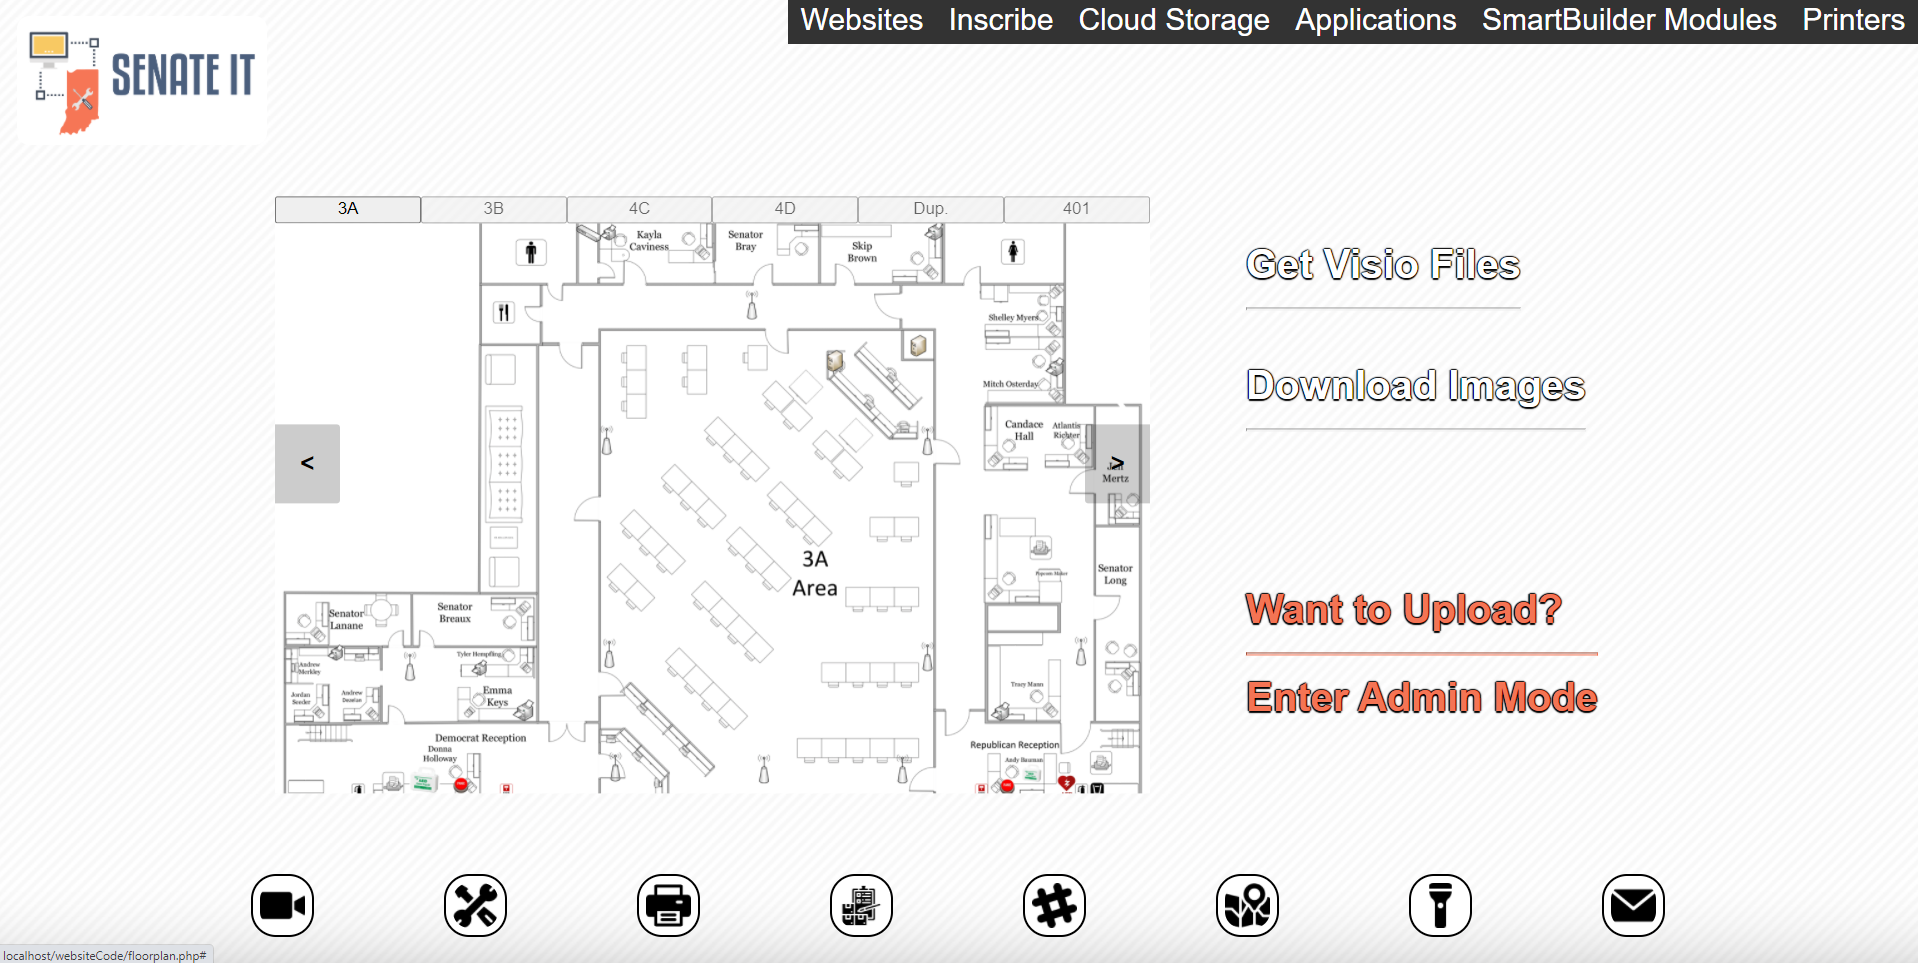 Websites Inscribe Cloud Storage Applications SmartBuilder Modules Printers
SENATE IT
3A 3B 4C 4D Dup. 401
Kayla
Caviness
Senator
Bray
Skip
Brown
Get Visio Files
Shelley Myers
Mitch Osterday
Download Images
Candace
Hall
Atlantis
Richter
<
>
Mertz
3A
Area
Popcorn Maker
Senator
Long
Senator
Lanane
Senator
Breaux
Want to Upload?
Andrew
Merkley
Tyler Hempfling
Jordan
Seeder
Andrew
Emma
Keys
Tracy Mann
Enter Admin Mode
Democrat Reception
Donna
Holloway
Republican Reception
Andy Bauman
localhost/websiteCode/floorplan.php#